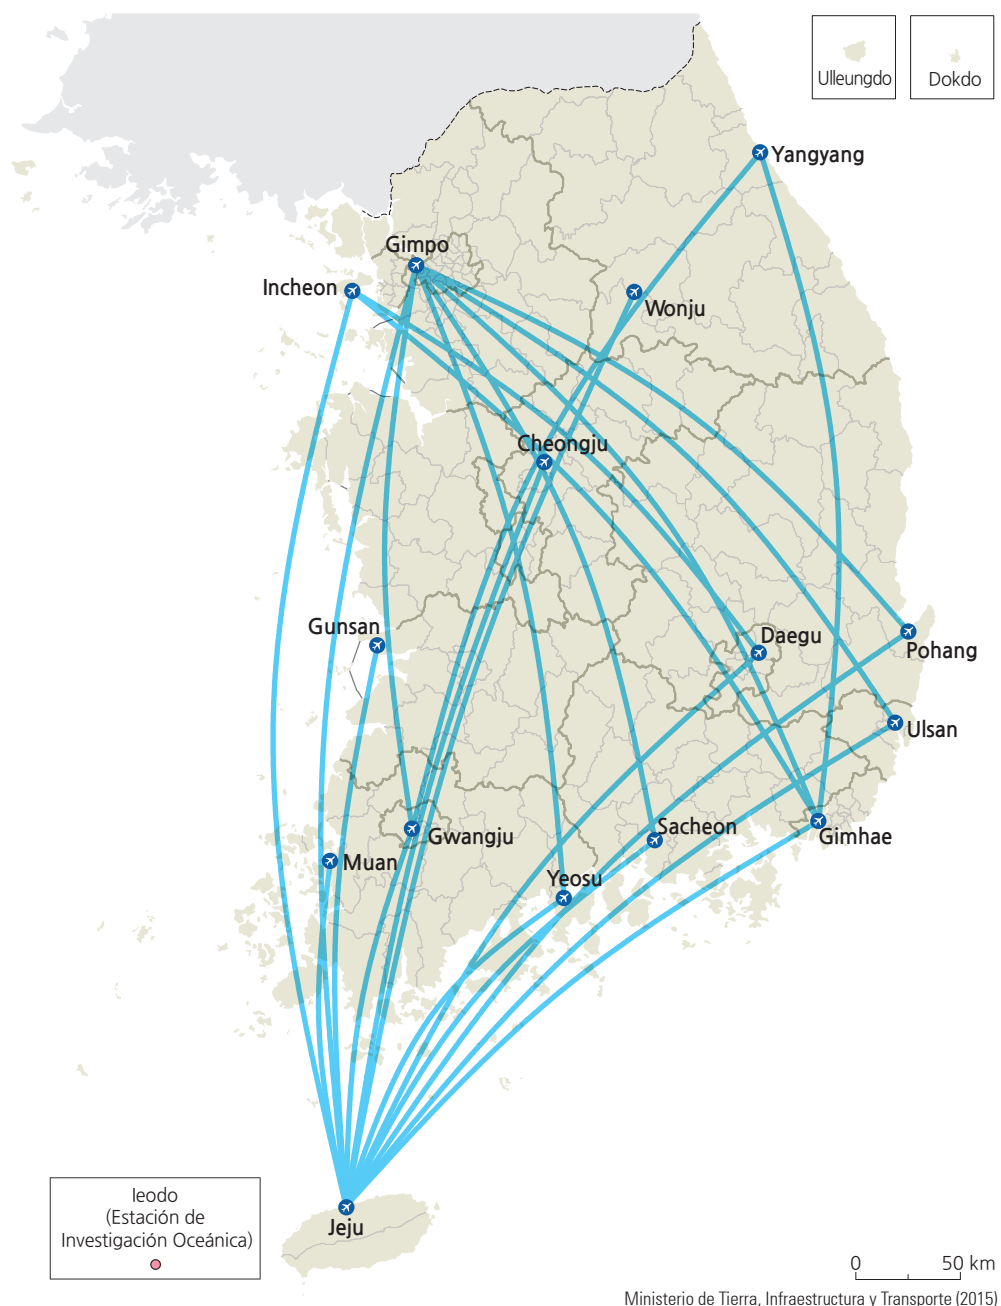 Ulleungdo
Dokdo
Yangyang
Gimpo
Incheon
Wonju
Cheongju
Gunsan
Daegu
Pohang
Ulsan
Sacheon
Gimhae
Gwangju
Muan
Yeosu
Jeju
Ieodo
(Estación de
Investigación Oceánica)
0 50 km
Ministerio de Tierra, Infraestructura y Transporte (2015)